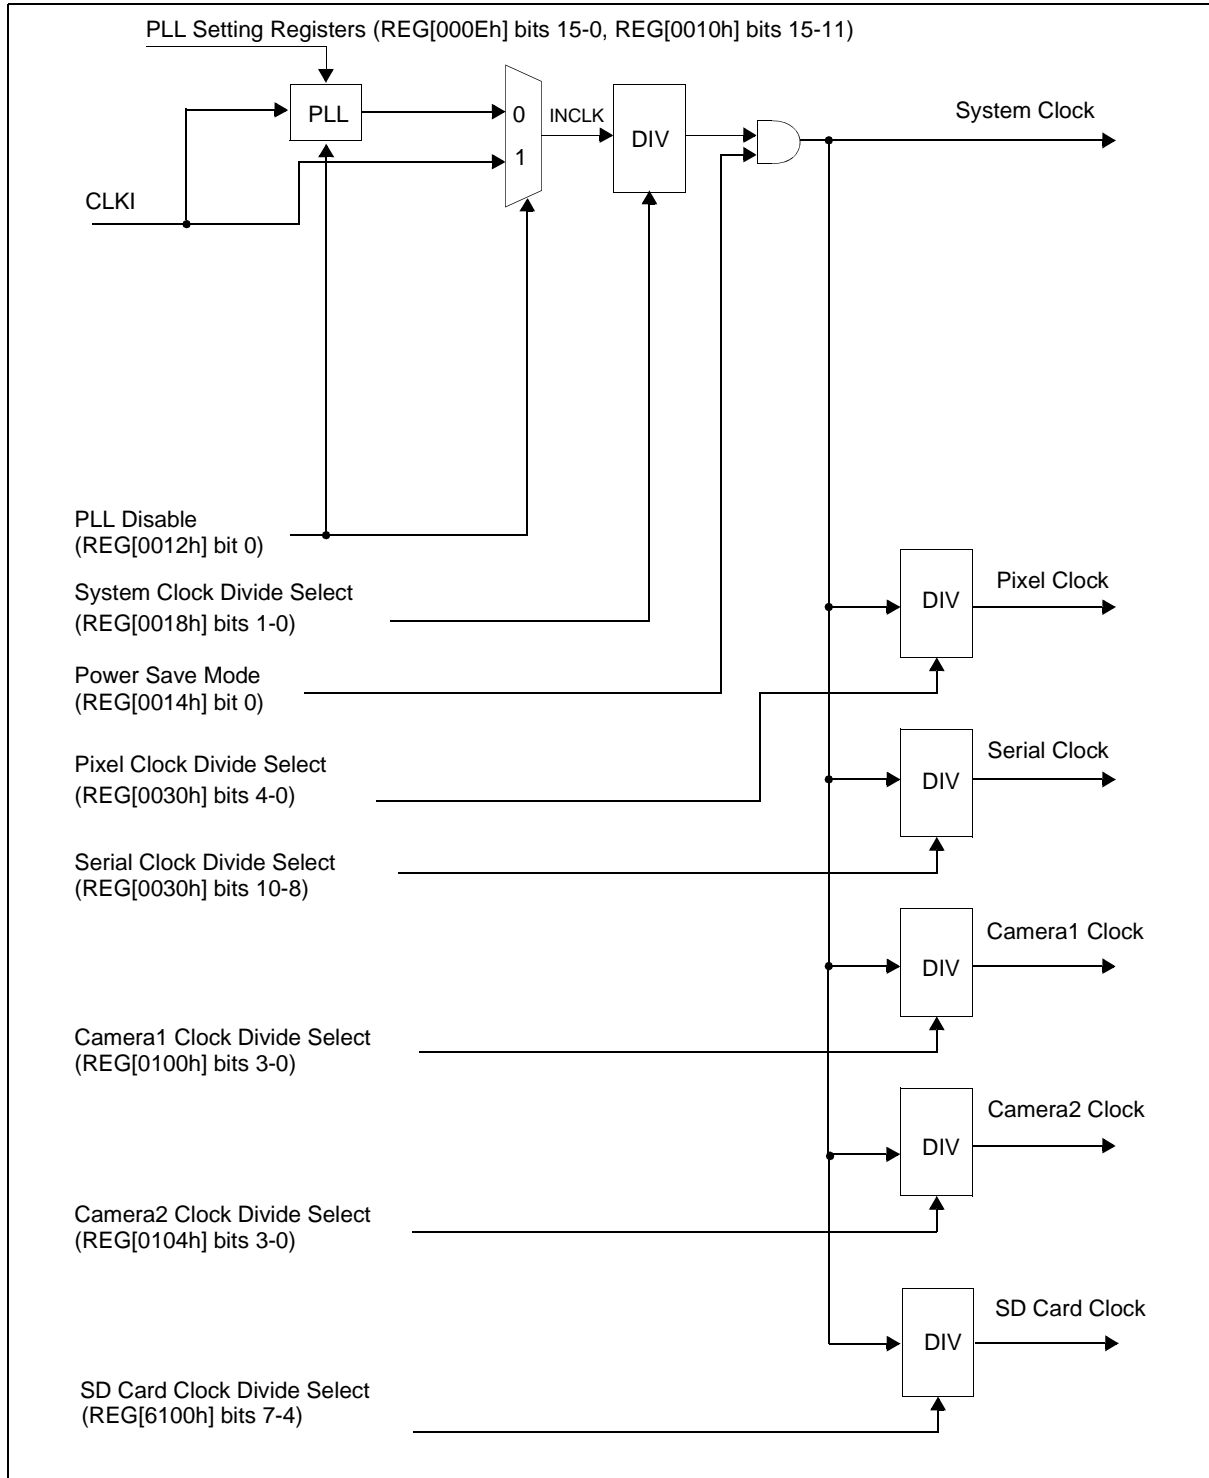 PLL Setting Registers (REG[000Eh] bits 15-0, REG[0010h] bits 15-11)
PLL
0
1
INCLK
DIV
System Clock
CLKI
PLL Disable
(REG[0012h] bit 0)
System Clock Divide Select
(REG[0018h] bits 1-0)
DIV
Pixel Clock
Power Save Mode
(REG[0014h] bit 0)
Pixel Clock Divide Select
(REG[0030h] bits 4-0)
DIV
Serial Clock
Serial Clock Divide Select
(REG[0030h] bits 10-8)
DIV
Camera1 Clock
Camera1 Clock Divide Select
(REG[0100h] bits 3-0)
DIV
Camera2 Clock
Camera2 Clock Divide Select
(REG[0104h] bits 3-0)
DIV
SD Card Clock
SD Card Clock Divide Select
(REG[6100h] bits 7-4)